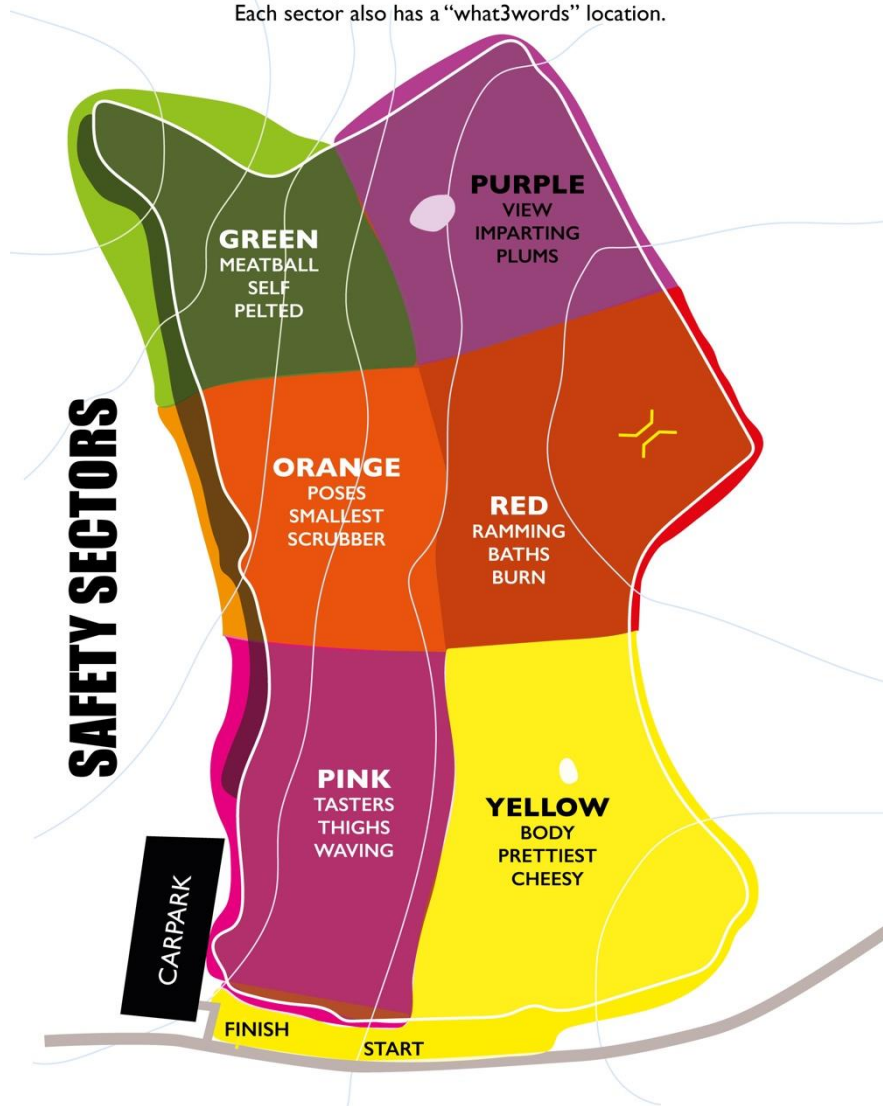 Each sector also has a “what3words” location.
PURPLE
VIEW
IMPARTING
PLUMS
GREEN
MEATBALL
SELF
PELTED
SAFETY SECTORS
ORANGE
POSES
SMALLEST
SCRUBBER
RED
RAMMING
BATHS
BURN
PINK
TASTERS
THIGHS
WAVING
YELLOW
BODY
PRETTIEST
CHEESY
CARPARK
FINISH
START